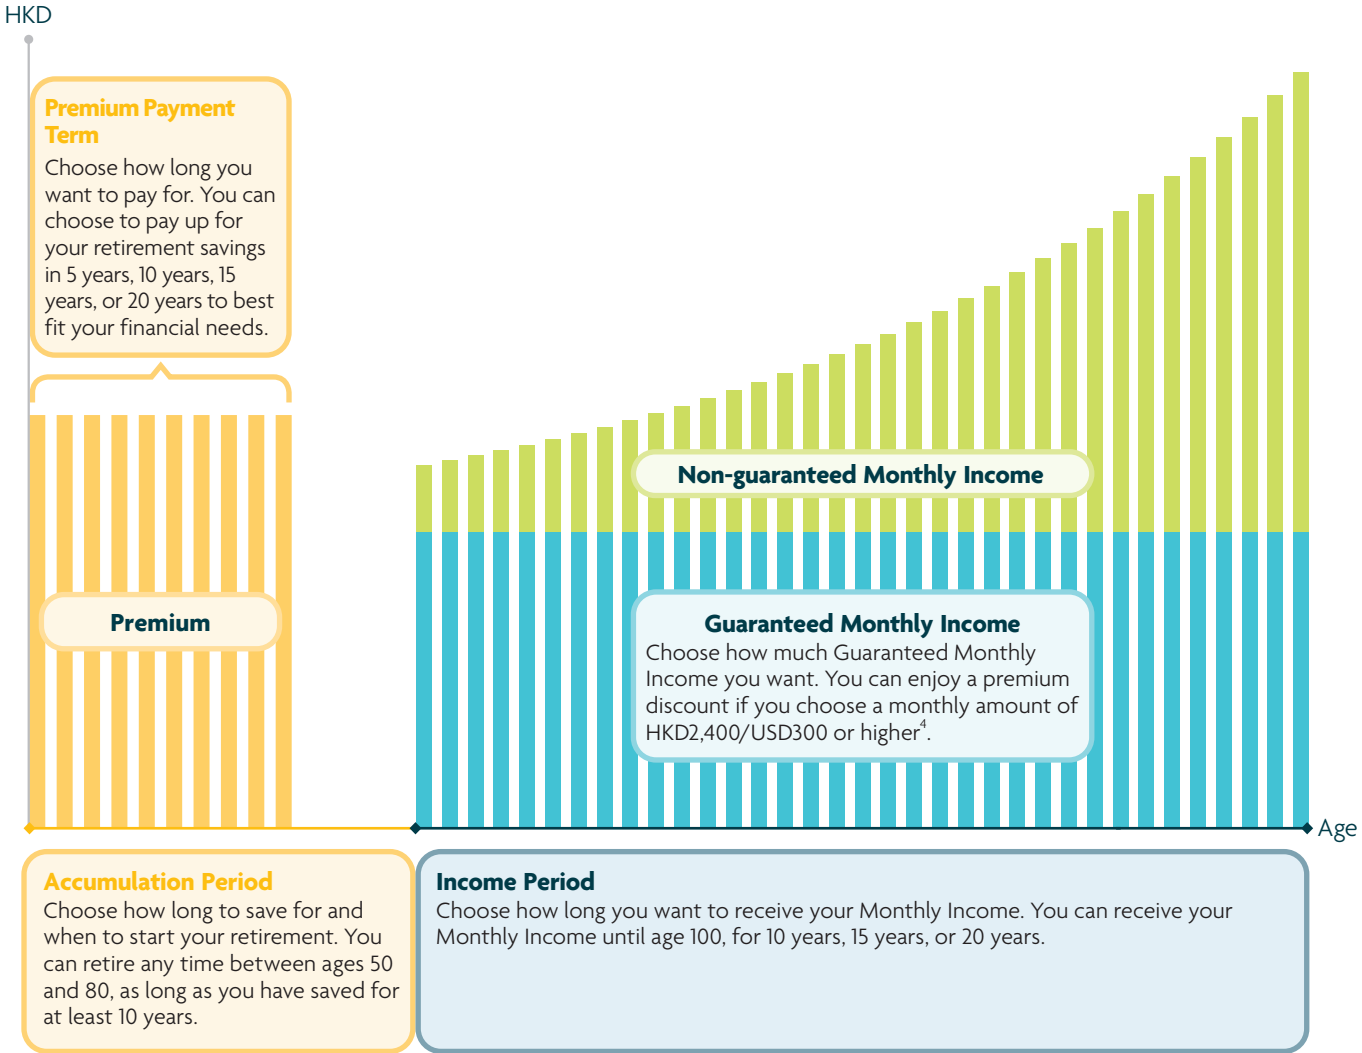 HKD
Premium Payment
Term
Choose how long you
want to pay for. You can
choose to pay up for
your retirement savings
in 5 years, 10 years, 15
years, or 20 years to best
fit your financial needs.
Non-guaranteed Monthly Income
Premium
Guaranteed Monthly Income
Choose how much Guaranteed Monthly
Income you want. You can enjoy a premium
discount if you choose a monthly amount of
HKD2,400/USD300 or higher⁴.
Age
Accumulation Period
Choose how long to save for and
when to start your retirement. You
can retire any time between ages 50
and 80, as long as you have saved for
at least 10 years.
Income Period
Choose how long you want to receive your Monthly Income. You can receive your
Monthly Income until age 100, for 10 years, 15 years, or 20 years.